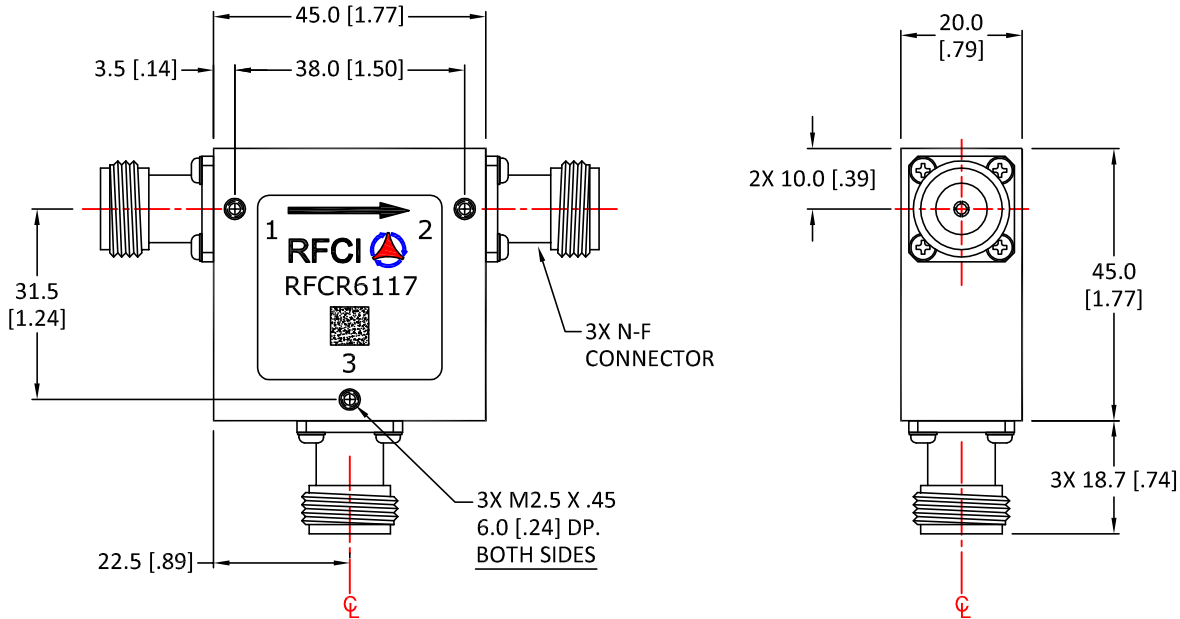 45.0 [1.77]
3.5 [.14]
38.0 [1.50]
1
2
RFCI
RFCR6117
3
31.5
[1.24]
3X N-F
CONNECTOR
3X M2.5 X .45
6.0 [.24] DP.
BOTH SIDES
22.5 [.89]
℄
20.0
[.79]
2X 10.0 [.39]
45.0
[1.77]
3X 18.7 [.74]
℄